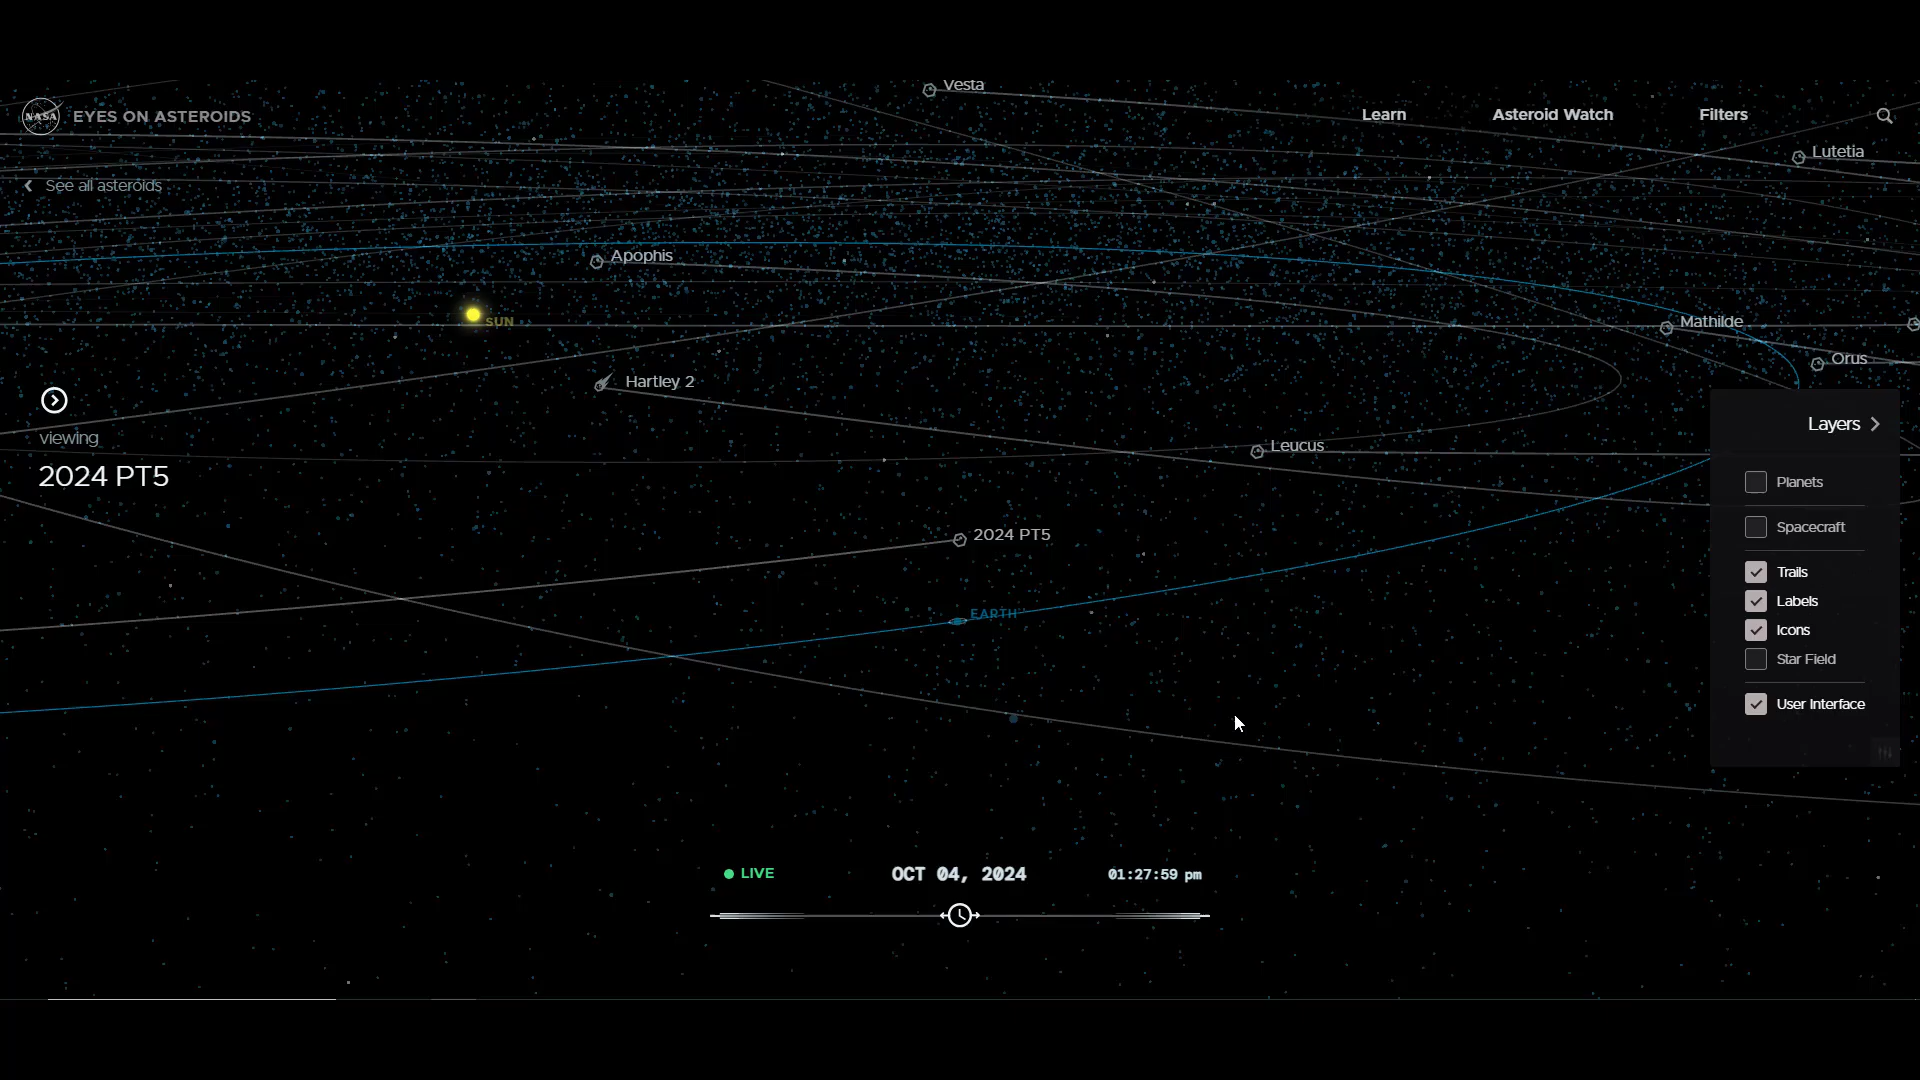 Vesta
NASA
EYES ON ASTEROIDS
Learn
Asteroid Watch
Filters
Lutetia
See all asteroids
Apophis
SUN
Mathilde
Orus
Hartley 2
viewing
2024 PT5
Leucus
Layers
Planets
Spacecraft
Trails
Labels
Icons
Star Field
User Interface
2024 PT5
EARTH
LIVE
OCT 04, 2024
01:27:59 pm